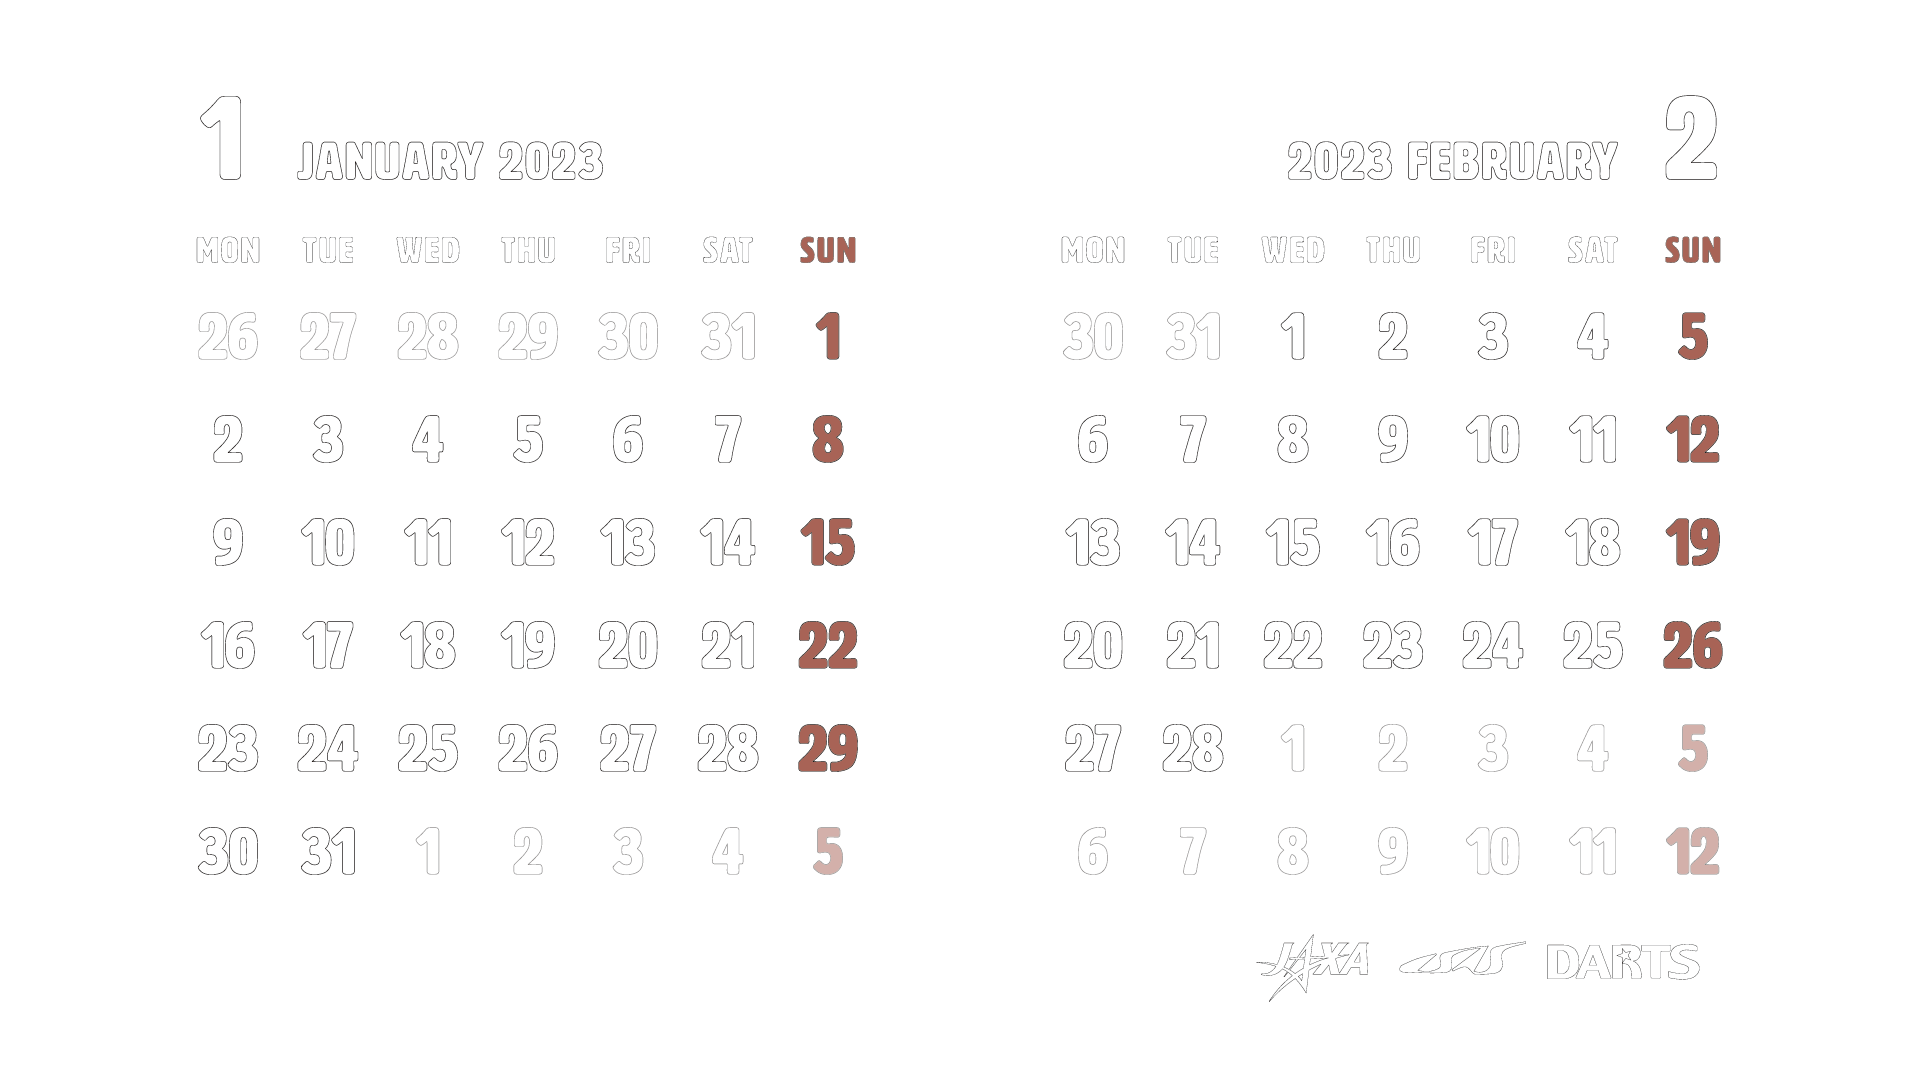 1 JANUARY 2023
MON TUE WED THU FRI SAT SUN
26 27 28 29 30 31 1
2 3 4 5 6 7 8
9 10 11 12 13 14 15
16 17 18 19 20 21 22
23 24 25 26 27 28 29
30 31 1 2 3 4 5
2023 FEBRUARY 2
MON TUE WED THU FRI SAT SUN
30 31 1 2 3 4 5
6 7 8 9 10 11 12
13 14 15 16 17 18 19
20 21 22 23 24 25 26
27 28 1 2 3 4 5
6 7 8 9 10 11 12
JAXA ISAS DARTS